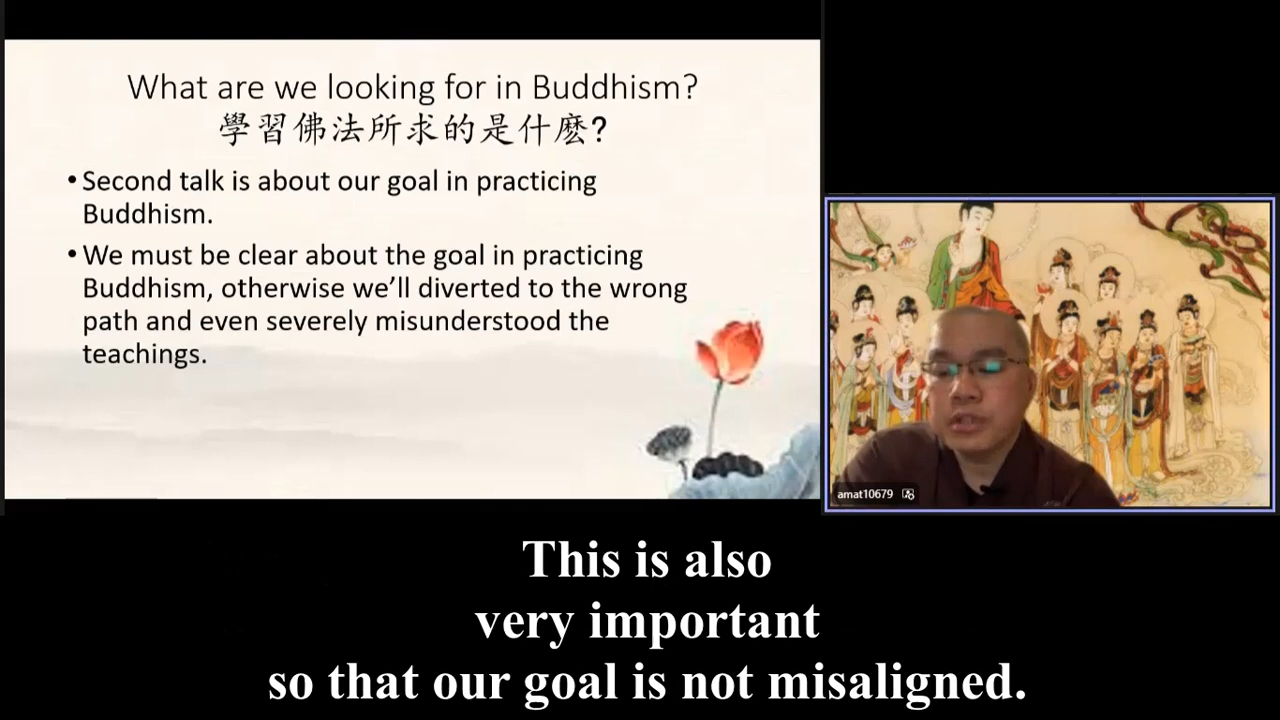 What are we looking for in Buddhism?
學習佛法所求的是什麼?
• Second talk is about our goal in practicing
Buddhism.
• We must be clear about the goal in practicing
Buddhism, otherwise we’ll diverted to the wrong
path and even severely misunderstood the
teachings.
amat10679
This is also
very important
so that our goal is not misaligned.